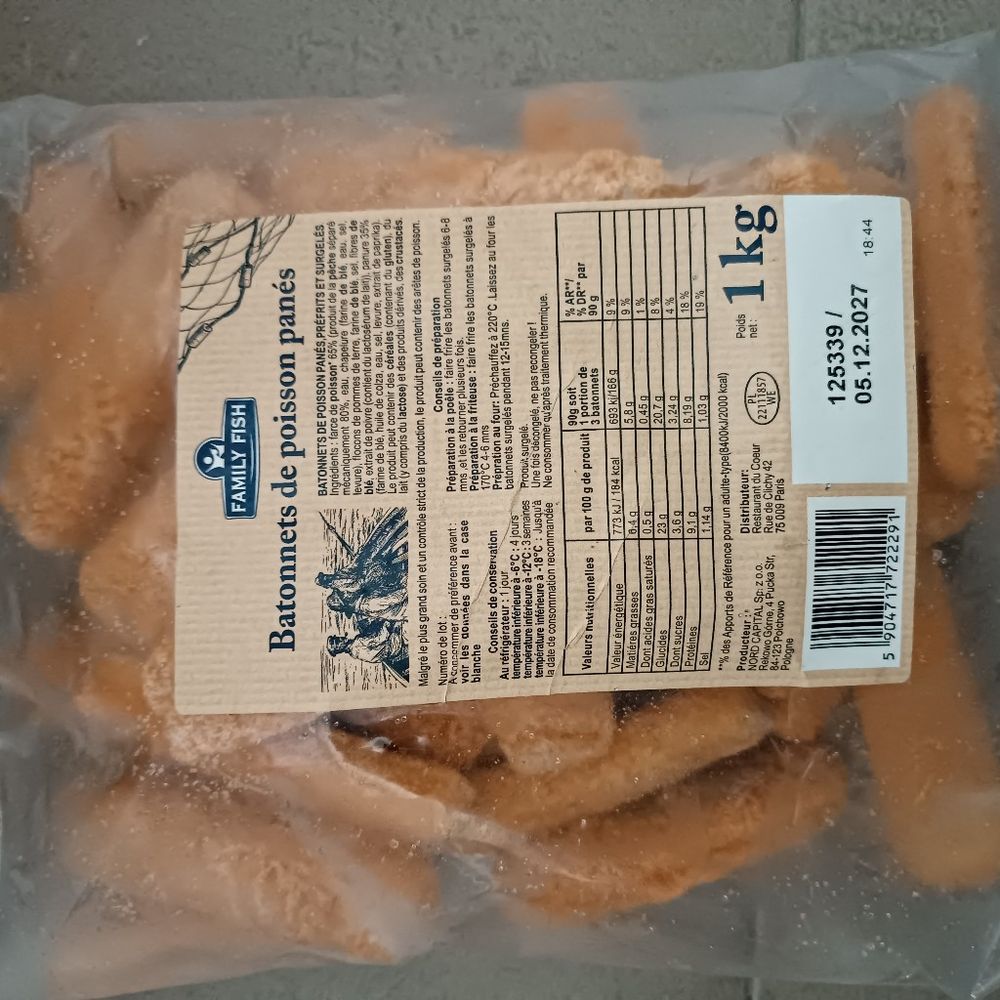 FAMILY FISH
Batonnets de poisson panés
BATONNETS DE POISSON PANÉS,PRÉFRITS ET SURGELÉS
Ingrédients : farce de poisson* 65% (produit de la pêche séparé
mécaniquement 80%, eau, chapelure (farine de blé, eau, sel,
levure), flocons de pommes de terre, farine de blé, sel, fibres de
blé, extrait de poivre (contient du lactosérum de lait)), panure 35%
(farine de blé, huile de colza, eau, sel, levure, extrait de paprika).
Le produit peut contenir des céréales (contenant du gluten), du
lait (y compris du lactose) et des produits dérivés, des crustacés.
Malgré le plus grand soin et un contrôle strict de la production, le produit peut contenir des arêtes de poisson.
Numéro de lot :
A consommer de préférence avant :
voir les données dans la case
blanche
Conseils de conservation
Au réfrigérateur : 1 jour
température inférieure à -6°C : 4 jours
température inférieure à -12°C : 3 semaines
température inférieure à -18°C : Jusqu'à
la date de consommation recommandée
Conseils de préparation
Préparation à la poêle : faire frire les batonnets surgelés 6-8
mns ,et les retourner plusieurs fois.
Préparation à la friteuse : faire frire les batonnets surgelés à
170°C 4-6 mns
Prépration au four: Préchauffez à 220°C .Laissez au four les
batonnets surgelés pendant 12-15mns.
Produit surgelé.
Une fois décongelé, ne pas recongeler!
Ne consommer qu'après traitement thermique.
Valeurs nutritionnelles par 100 g de produit 90g soit 1 portion de 3 batonnets % AR**/ % DR** par 90 g
Valeur énergétique 773 kJ / 184 kcal 693 kJ/166 g 9 %
Matières grasses 6,4 g 5,8 g 9 %
Dont acides gras saturés 0,5 g 0,45 g 1 %
Glucides 23 g 20,7 g 8 %
Dont sucres 3,6 g 3,24 g 4 %
Protéines 9,1 g 8,19 g 18 %
Sel 1,14 g 1,03 g 19 %
**% des Apports de Référence pour un adulte-type(8400kJ/2000 kcal)
Producteur :
NORD CAPITAL Sp. z o.o.
Rekowo Górne, 4 Pucka Str,
84-123 Połchowo
Pologne
Distributeur:
Restaurant du Coeur
Rue de Clichy 42
75 009 Paris
PL
22111857
WE
Poids
net :
1 kg
5 904717 722291
125339 /
05.12.2027
18:44